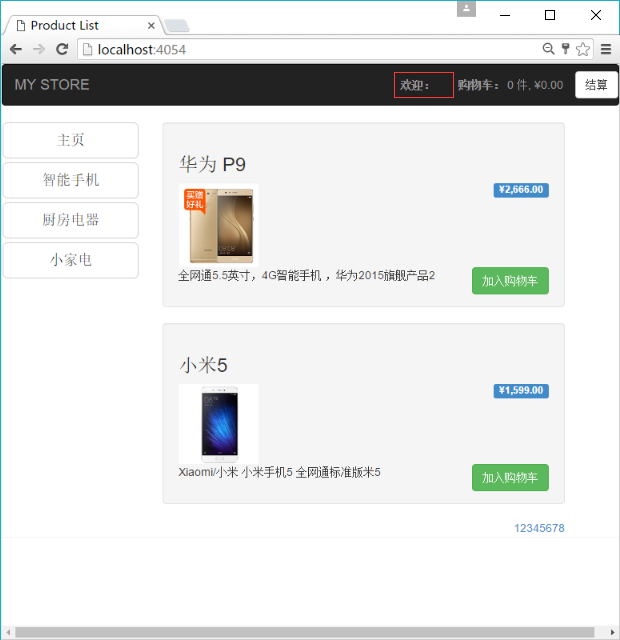 Product List
localhost:4054
MY STORE
欢迎: 购物车: 0 件, ¥0.00 结算
主页
智能手机
厨房电器
小家电
华为 P9
¥2,666.00
买赠
好礼
全网通5.5英寸，4G智能手机 ，华为2015旗舰产品2
加入购物车
小米5
¥1,599.00
Xiaomi/小米 小米手机5 全网通标准版米5
加入购物车
12345678